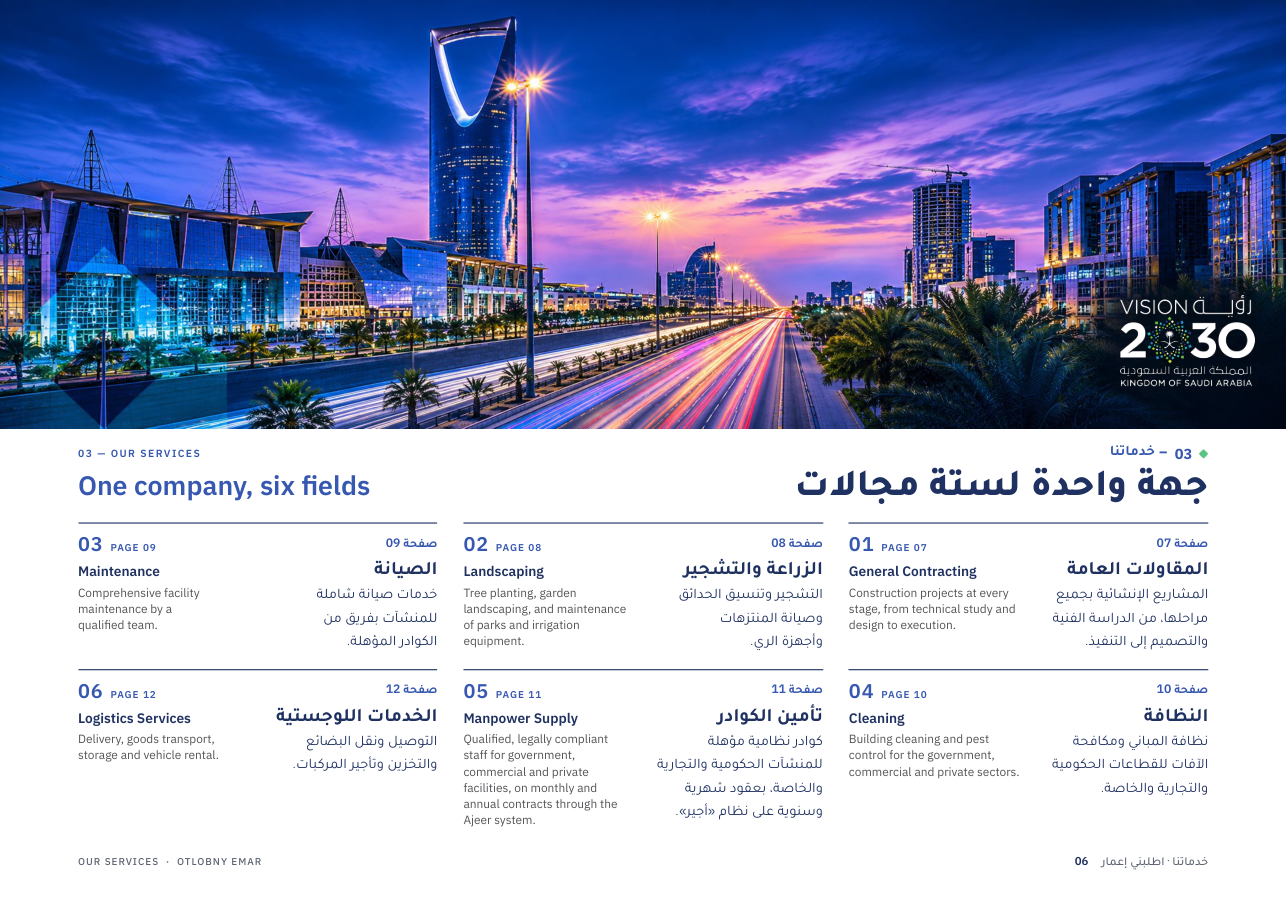 VISION رؤيـــة
2030
المملكة العربية السعودية
KINGDOM OF SAUDI ARABIA
03 — OUR SERVICES
03 – خدماتنا
One company, six fields
جهة واحدة لستة مجالات
01 PAGE 07
صفحة 07
General Contracting
المقاولات العامة
Construction projects at every
stage, from technical study and
design to execution.
المشاريع الإنشائية بجميع
مراحلها، من الدراسة الفنية
والتصميم إلى التنفيذ.
02 PAGE 08
صفحة 08
Landscaping
الزراعة والتشجير
Tree planting, garden
landscaping, and maintenance
of parks and irrigation
equipment.
التشجير وتنسيق الحدائق
وصيانة المنتزهات
وأجهزة الري.
03 PAGE 09
صفحة 09
Maintenance
الصيانة
Comprehensive facility
maintenance by a
qualified team.
خدمات صيانة شاملة
للمنشآت بفريق من
الكوادر المؤهلة.
04 PAGE 10
صفحة 10
Cleaning
النظافة
Building cleaning and pest
control for the government,
commercial and private sectors.
نظافة المباني ومكافحة
الآفات للقطاعات الحكومية
والتجارية والخاصة.
05 PAGE 11
صفحة 11
Manpower Supply
تأمين الكوادر
Qualified, legally compliant
staff for government,
commercial and private
facilities, on monthly and
annual contracts through the
Ajeer system.
كوادر نظامية مؤهلة
للمنشآت الحكومية والتجارية
والخاصة، بعقود شهرية
وسنوية على نظام «أجير».
06 PAGE 12
صفحة 12
Logistics Services
الخدمات اللوجستية
Delivery, goods transport,
storage and vehicle rental.
التوصيل ونقل البضائع
والتخزين وتأجير المركبات.
OUR SERVICES · OTLOBNY EMAR
خدماتنا · اطلبني إعمار 06